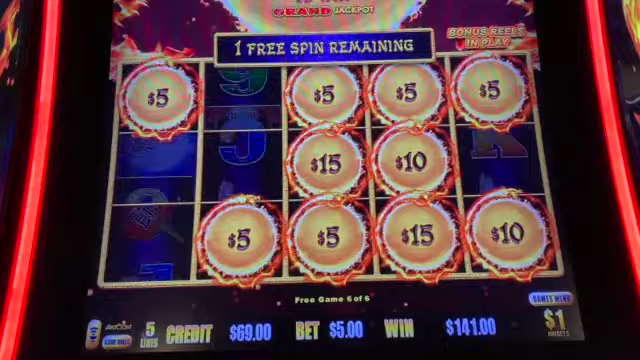 GRAND JACKPOT
1 FREE SPIN REMAINING
BONUS REELS
IN PLAY
$5 $5 $5 $5
$15 $10
$5 $5 $15 $10
Free Game 6 of 6
GAMES MENU
5
LINES
CREDIT $69.00 BET $5.00 WIN $141.00
$1